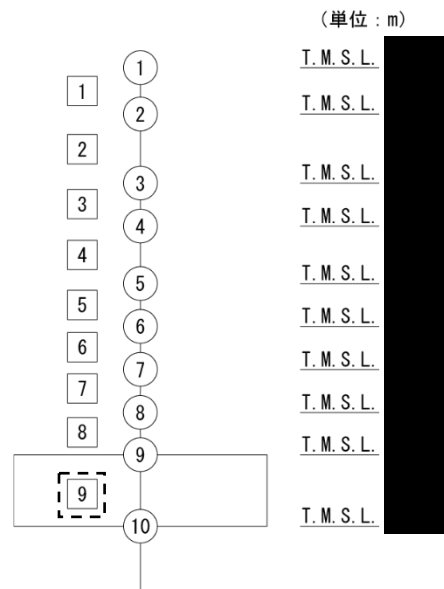 (単位:m)
① T.M.S.L.
1
② T.M.S.L.
2
③ T.M.S.L.
3
④ T.M.S.L.
4
⑤ T.M.S.L.
5
⑥ T.M.S.L.
6
⑦ T.M.S.L.
7
⑧ T.M.S.L.
8
⑨ T.M.S.L.
9
⑩ T.M.S.L.